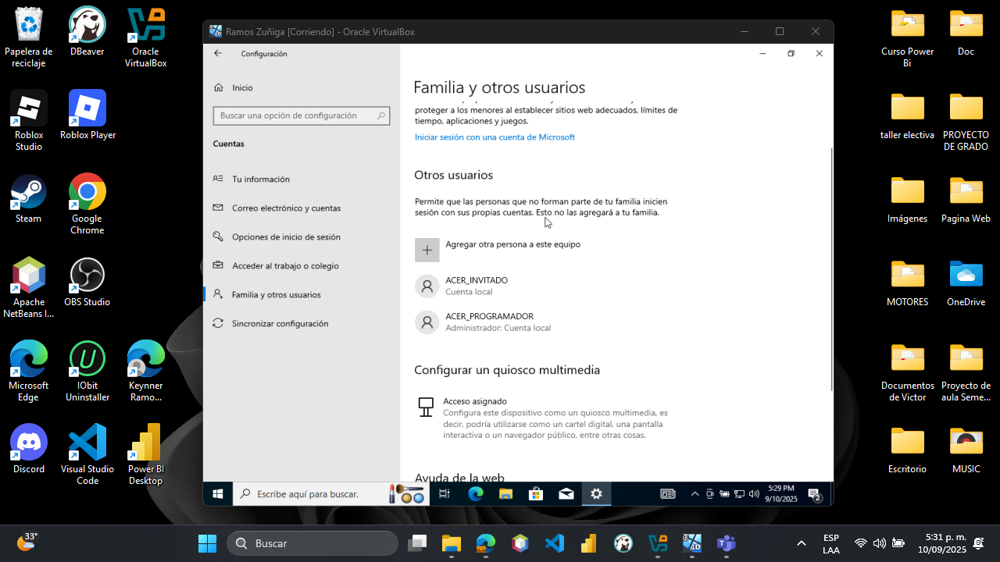 Papelera de
reciclaje
DBeaver
Oracle
VirtualBox
Roblox
Studio
Roblox Player
Steam
Google
Chrome
Apache
NetBeans I...
OBS Studio
Microsoft
Edge
IObit
Uninstaller
Keynner
Ramo...
Discord
Visual Studio
Code
Power BI
Desktop
Ramos Zuñiga [Corriendo] - Oracle VirtualBox
Configuración
Inicio
Buscar una opción de configuración
Cuentas
Tu información
Correo electrónico y cuentas
Opciones de inicio de sesión
Acceder al trabajo o colegio
Familia y otros usuarios
Sincronizar configuración
Familia y otros usuarios
proteger a los menores al establecer sitios web adecuados, límites de
tiempo, aplicaciones y juegos.
Iniciar sesión con una cuenta de Microsoft
Otros usuarios
Permite que las personas que no forman parte de tu familia inicien
sesión con sus propias cuentas. Esto no las agregará a tu familia.
Agregar otra persona a este equipo
ACER_INVITADO
Cuenta local
ACER_PROGRAMADOR
Administrador: Cuenta local
Configurar un quiosco multimedia
Acceso asignado
Configura este dispositivo como un quiosco multimedia, es
decir, podría utilizarse como un cartel digital, una pantalla
interactiva o un navegador público, entre otras cosas.
Ayuda de la web
Escribe aquí para buscar.
5:29 PM
9/10/2025
2
Curso Power
Bi
Doc
taller electiva
PROYECTO
DE GRADO
Imágenes
Pagina Web
MOTORES
OneDrive
Documentos
de Victor
Proyecto de
aula Seme...
Escritorio
MUSIC
33°
Buscar
ESP
LAA
5:31 p. m.
10/09/2025